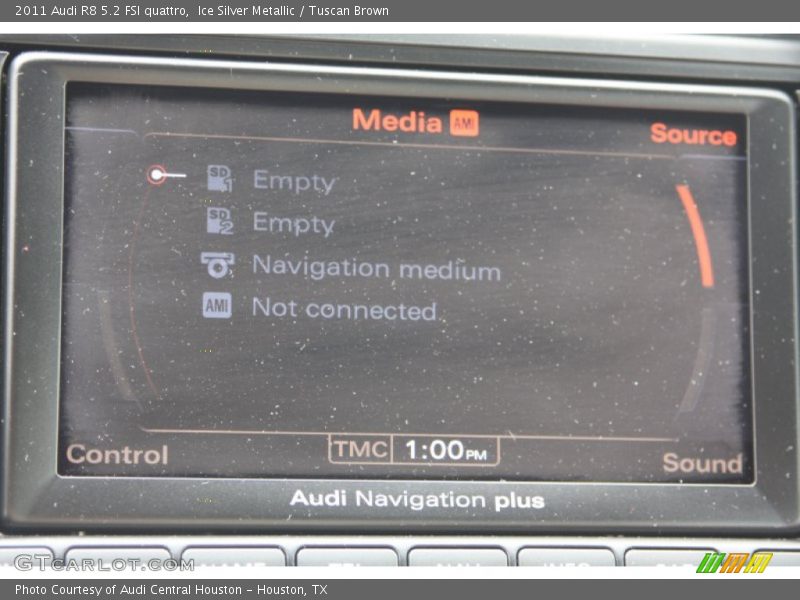 2011 Audi R8 5.2 FSI quattro,  Ice Silver Metallic / Tuscan Brown
Media AMI
Source
SD1 Empty
SD2 Empty
Navigation medium
AMI Not connected
Control
TMC 1:00PM
Sound
Audi Navigation plus
GTCARLOT.COM
Photo Courtesy of Audi Central Houston – Houston, TX